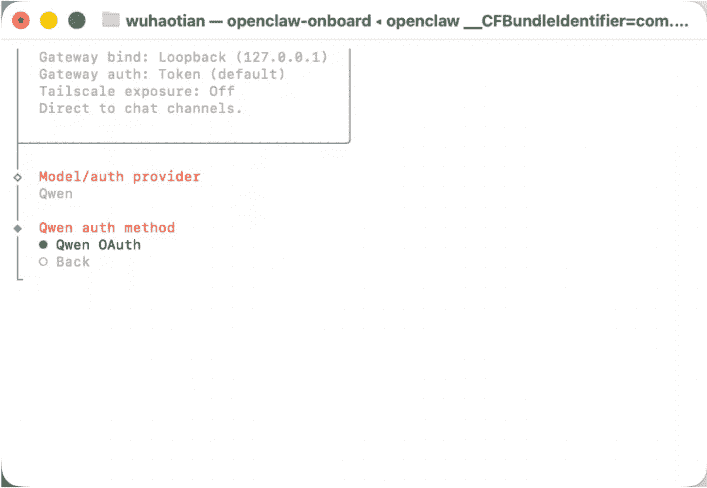 wuhaotian — openclaw-onboard ◂ openclaw __CFBundleIdentifier=com....
Gateway bind: Loopback (127.0.0.1)
Gateway auth: Token (default)
Tailscale exposure: Off
Direct to chat channels.
Model/auth provider
Qwen
Qwen auth method
● Qwen OAuth
○ Back